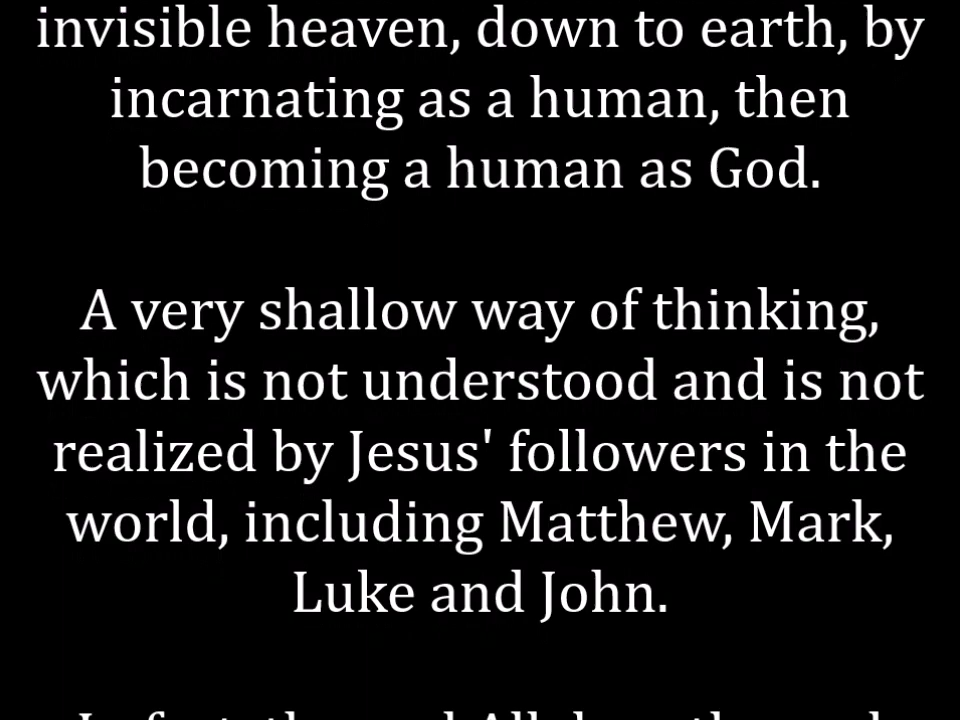 invisible heaven, down to earth, by
incarnating as a human, then
becoming a human as God.
A very shallow way of thinking,
which is not understood and is not
realized by Jesus' followers in the
world, including Matthew, Mark,
Luke and John.